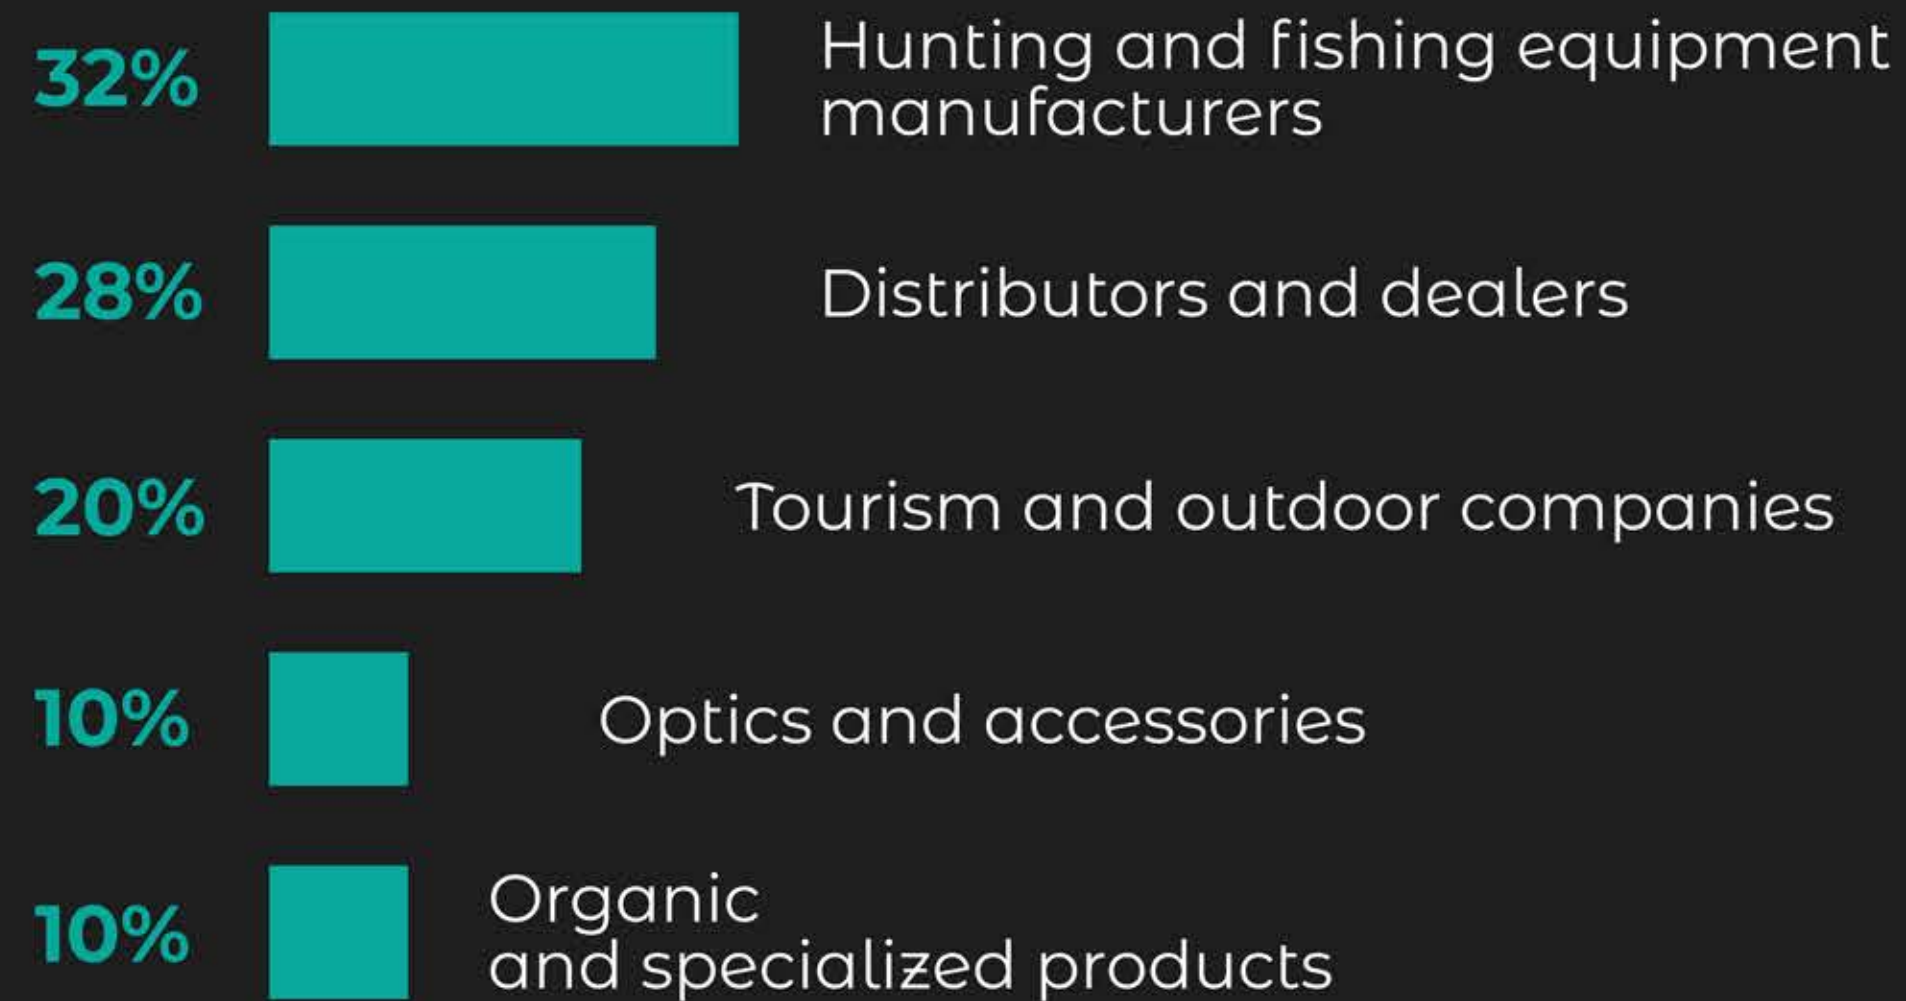 32%
Hunting and fishing equipment
manufacturers
28%
Distributors and dealers
20%
Tourism and outdoor companies
10%
Optics and accessories
10%
Organic
and specialized products